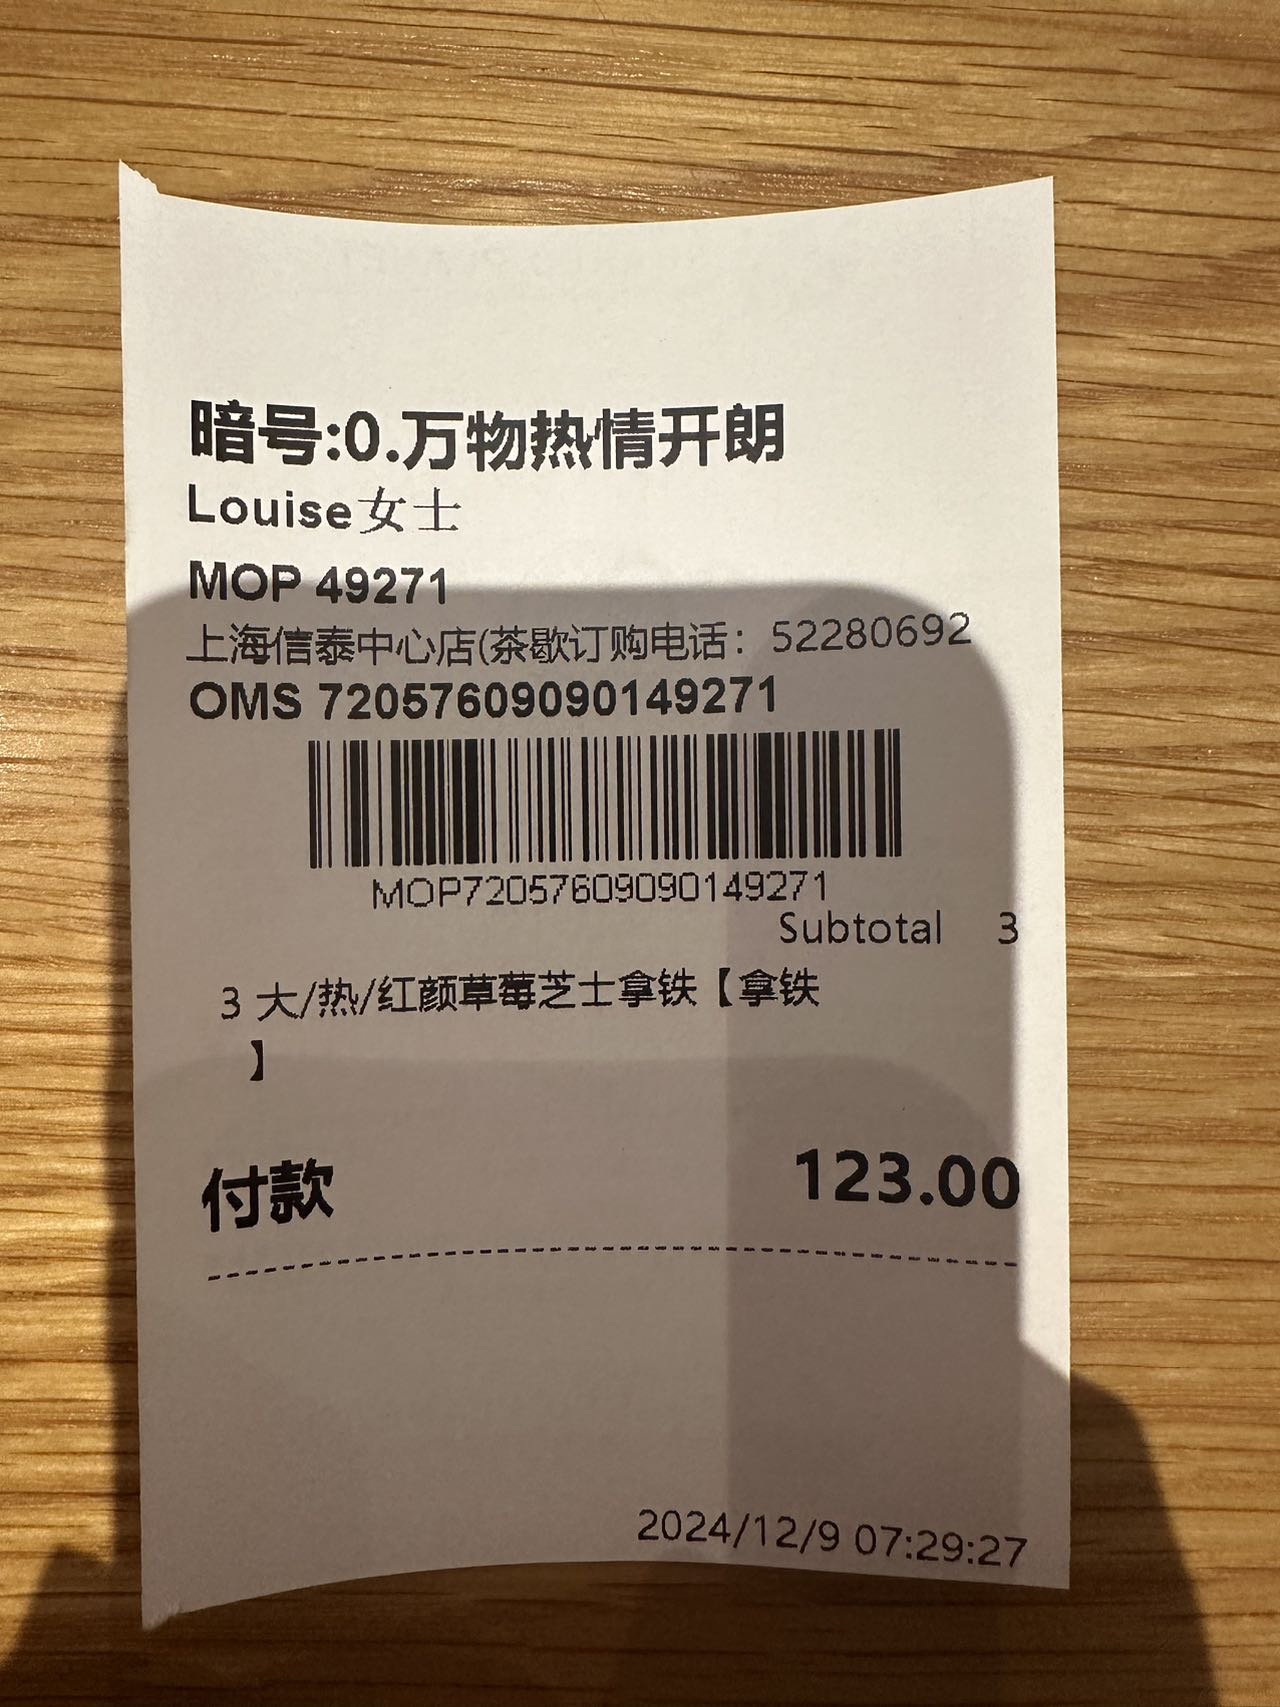 暗号:0.万物热情开朗
Louise女士
MOP 49271
上海信泰中心店(茶歇订购电话：52280692
OMS 72057609090149271
MOP72057609090149271
Subtotal 3
3 大/热/红颜草莓芝士拿铁【拿铁
】
付款 123.00
2024/12/9 07:29:27